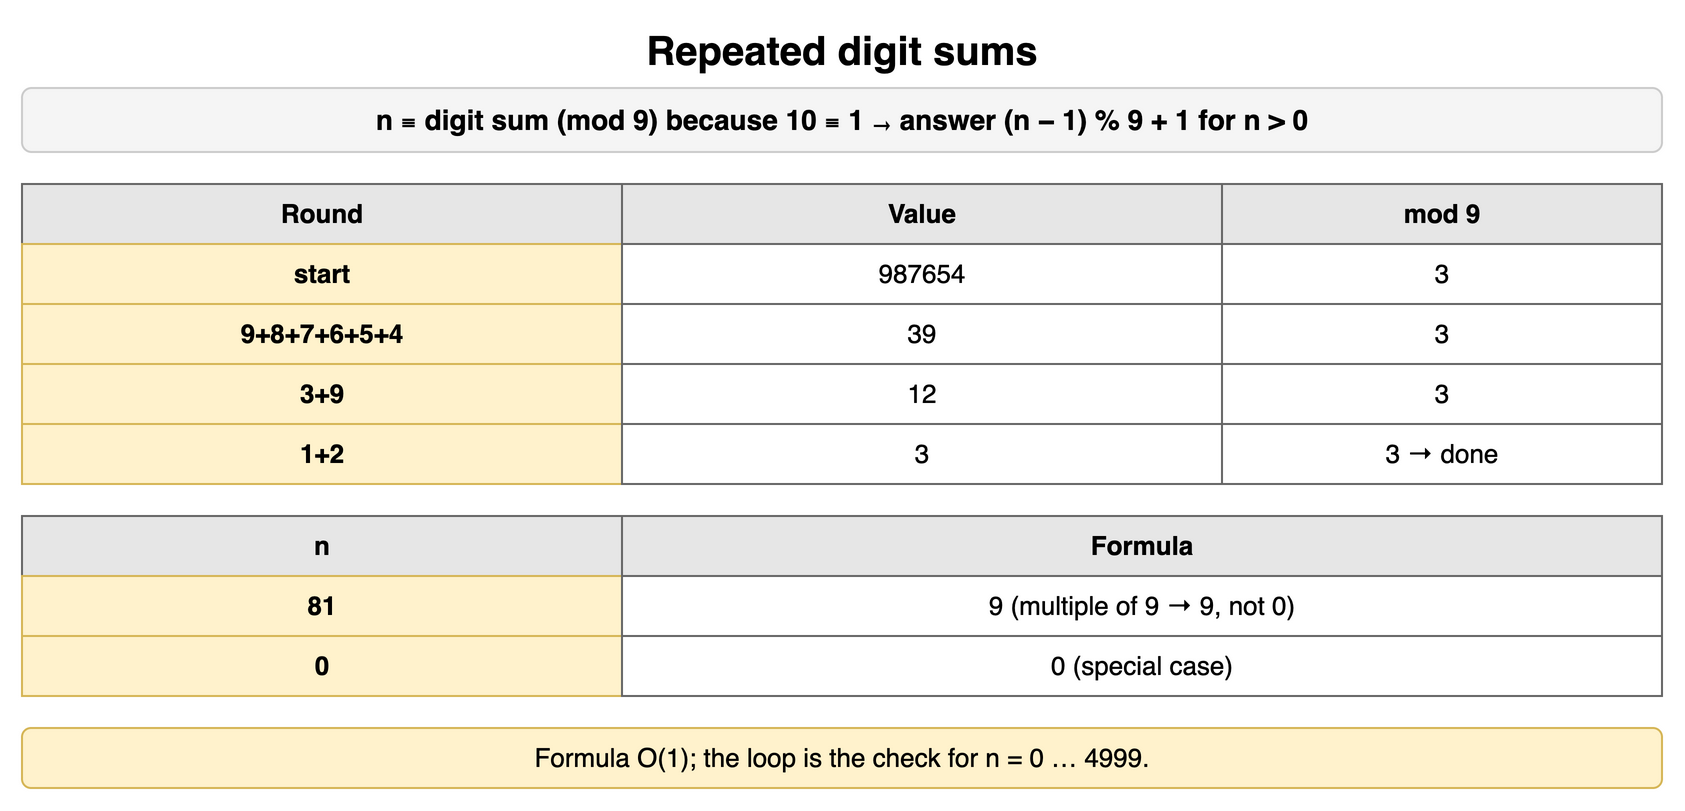 Repeated digit sums
n ≡ digit sum (mod 9) because 10 ≡ 1 → answer (n − 1) % 9 + 1 for n > 0
Round Value mod 9
start 987654 3
9+8+7+6+5+4 39 3
3+9 12 3
1+2 3 3 → done
n Formula
81 9 (multiple of 9 → 9, not 0)
0 0 (special case)
Formula O(1); the loop is the check for n = 0 … 4999.